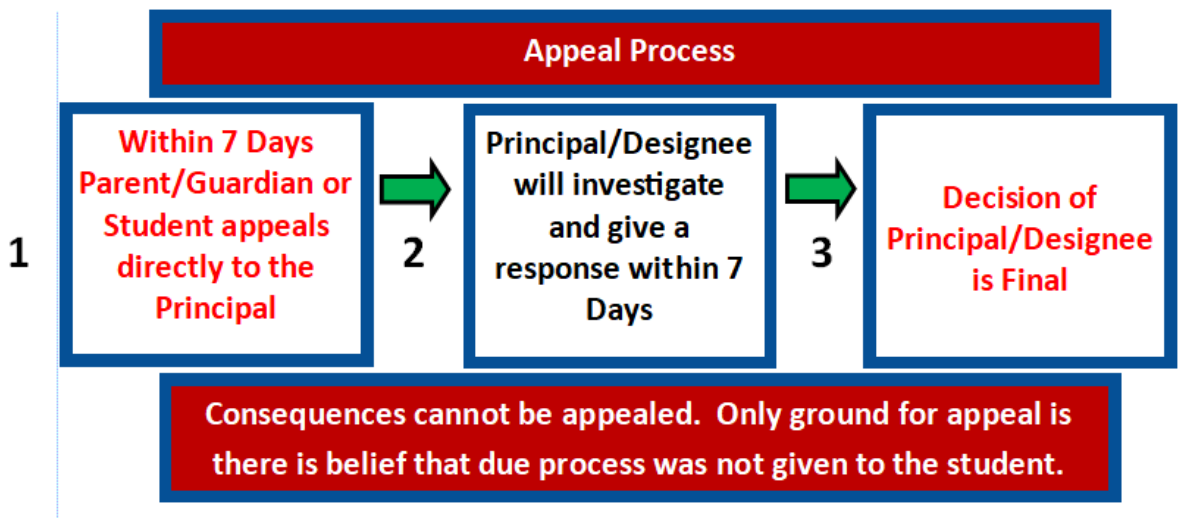 Appeal Process
1
Within 7 Days
Parent/Guardian or
Student appeals
directly to the
Principal
2
Principal/Designee
will investigate
and give a
response within 7
Days
3
Decision of
Principal/Designee
is Final
Consequences cannot be appealed.  Only ground for appeal is
there is belief that due process was not given to the student.